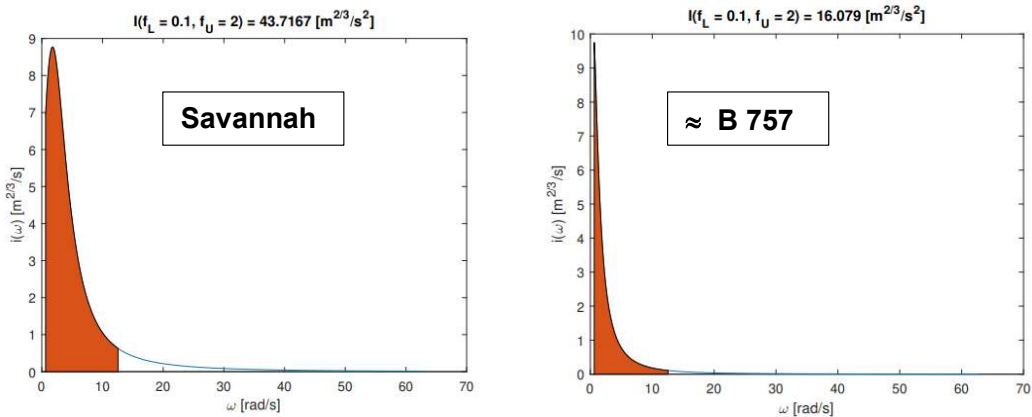 I(f_L = 0.1, f_U = 2) = 43.7167 [m^{2/3}/s^2]
9
8
7
6
5
4
3
2
1
0
i(ω) [m^{2/3}/s]
Savannah
0 10 20 30 40 50 60 70
ω [rad/s]
I(f_L = 0.1, f_U = 2) = 16.079 [m^{2/3}/s^2]
10
9
8
7
6
5
4
3
2
1
0
i(ω) [m^{2/3}/s]
≈ B 757
0 10 20 30 40 50 60 70
ω [rad/s]